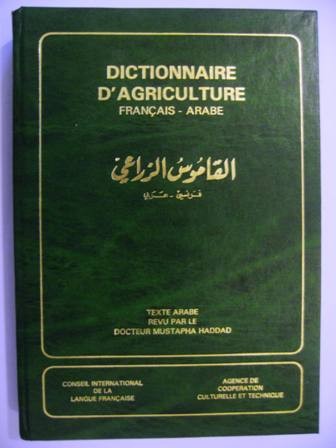 DICTIONNAIRE
D'AGRICULTURE
FRANÇAIS - ARABE
القاموس الزراعي
فرنسي - عربي
TEXTE ARABE
REVU PAR LE
DOCTEUR MUSTAPHA HADDAD
CONSEIL INTERNATIONAL
DE LA
LANGUE FRANÇAISE
AGENCE DE
COOPERATION
CULTURELLE ET TECHNIQUE